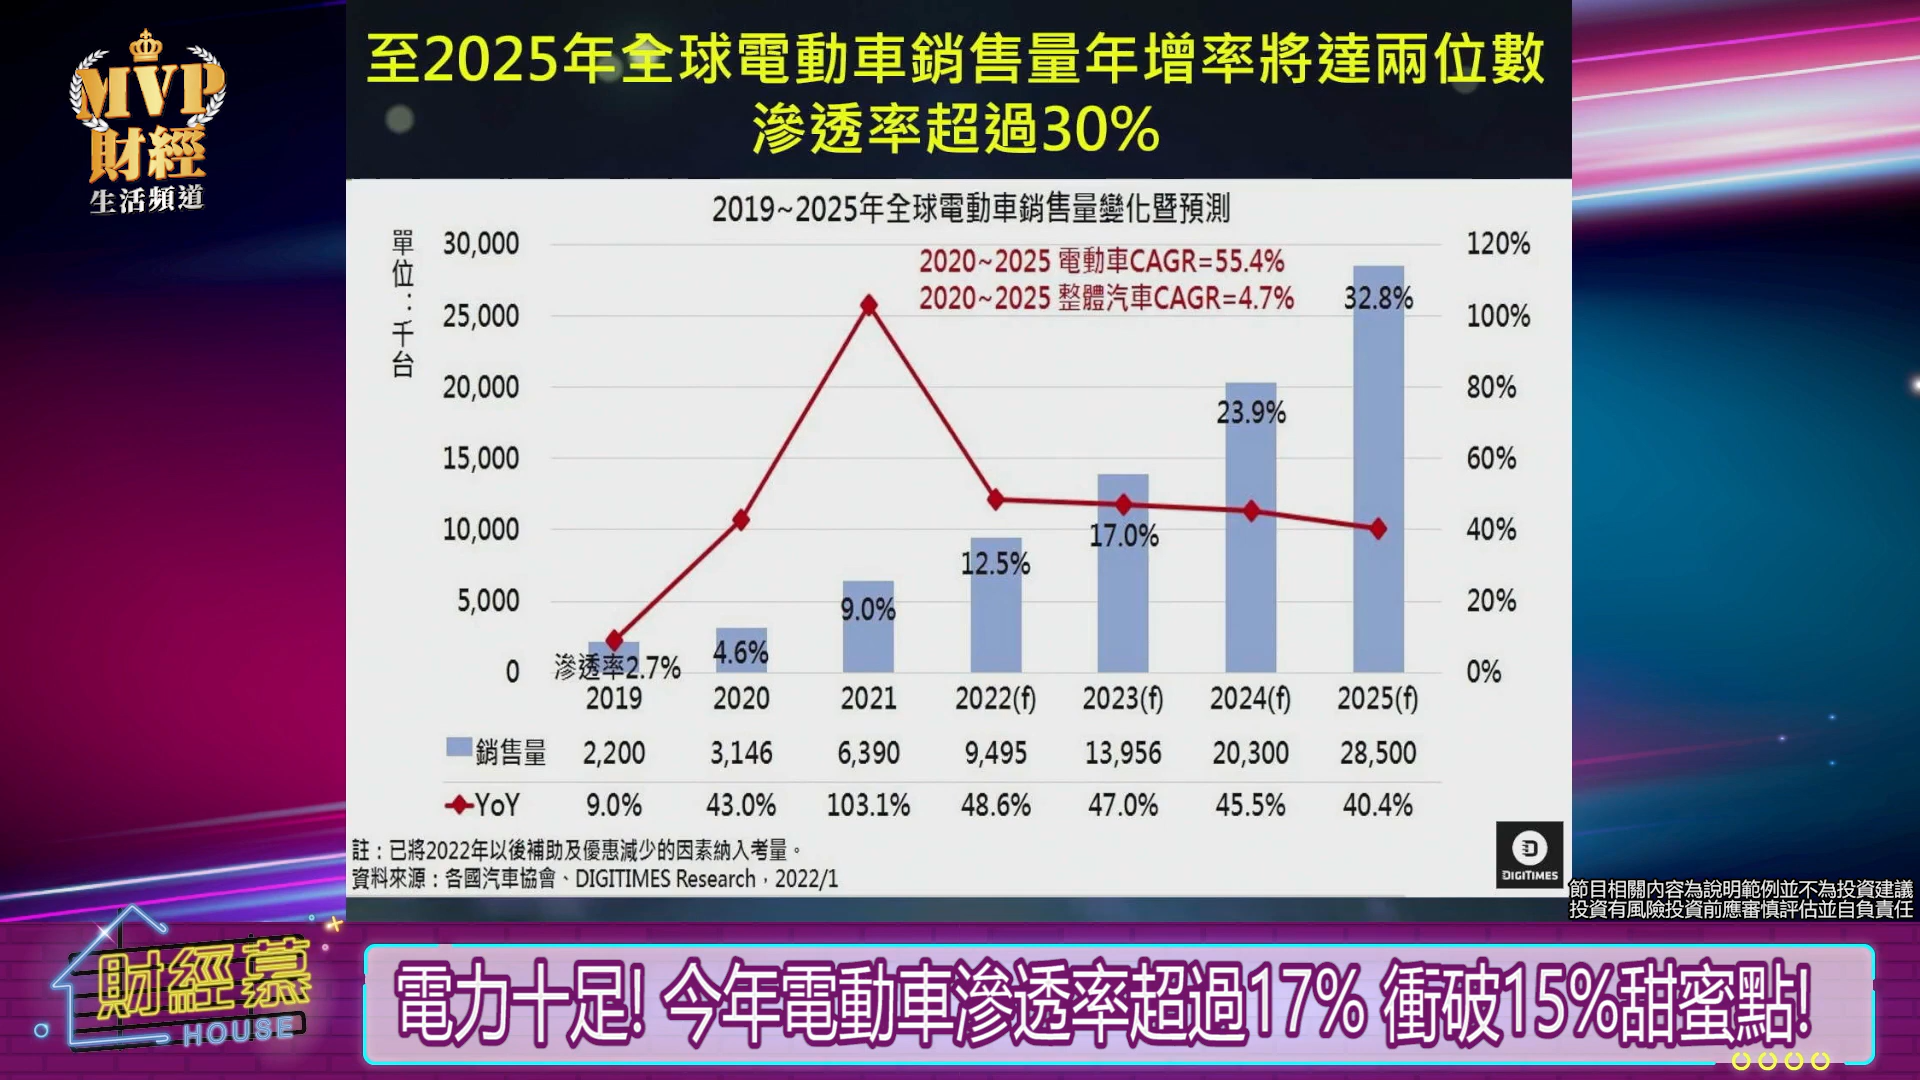 MVP
財經
生活頻道
至2025年全球電動車銷售量年增率將達兩位數
滲透率超過30%
2019~2025年全球電動車銷售量變化暨預測
單位：千台
30,000
25,000
20,000
15,000
10,000
5,000
0
120%
100%
80%
60%
40%
20%
0%
2020~2025 電動車CAGR=55.4%
2020~2025 整體汽車CAGR=4.7%
滲透率2.7%
4.6%
9.0%
12.5%
17.0%
23.9%
32.8%
2019 2020 2021 2022(f) 2023(f) 2024(f) 2025(f)
銷售量 2,200 3,146 6,390 9,495 13,956 20,300 28,500
YoY 9.0% 43.0% 103.1% 48.6% 47.0% 45.5% 40.4%
註：已將2022年以後補助及優惠減少的因素納入考量。
資料來源：各國汽車協會、DIGITIMES Research，2022/1
DIGITIMES
節目相關內容為說明範例並不為投資建議
投資有風險投資前應審慎評估並自負責任
財經慕
HOUSE
電力十足! 今年電動車滲透率超過17% 衝破15%甜蜜點!